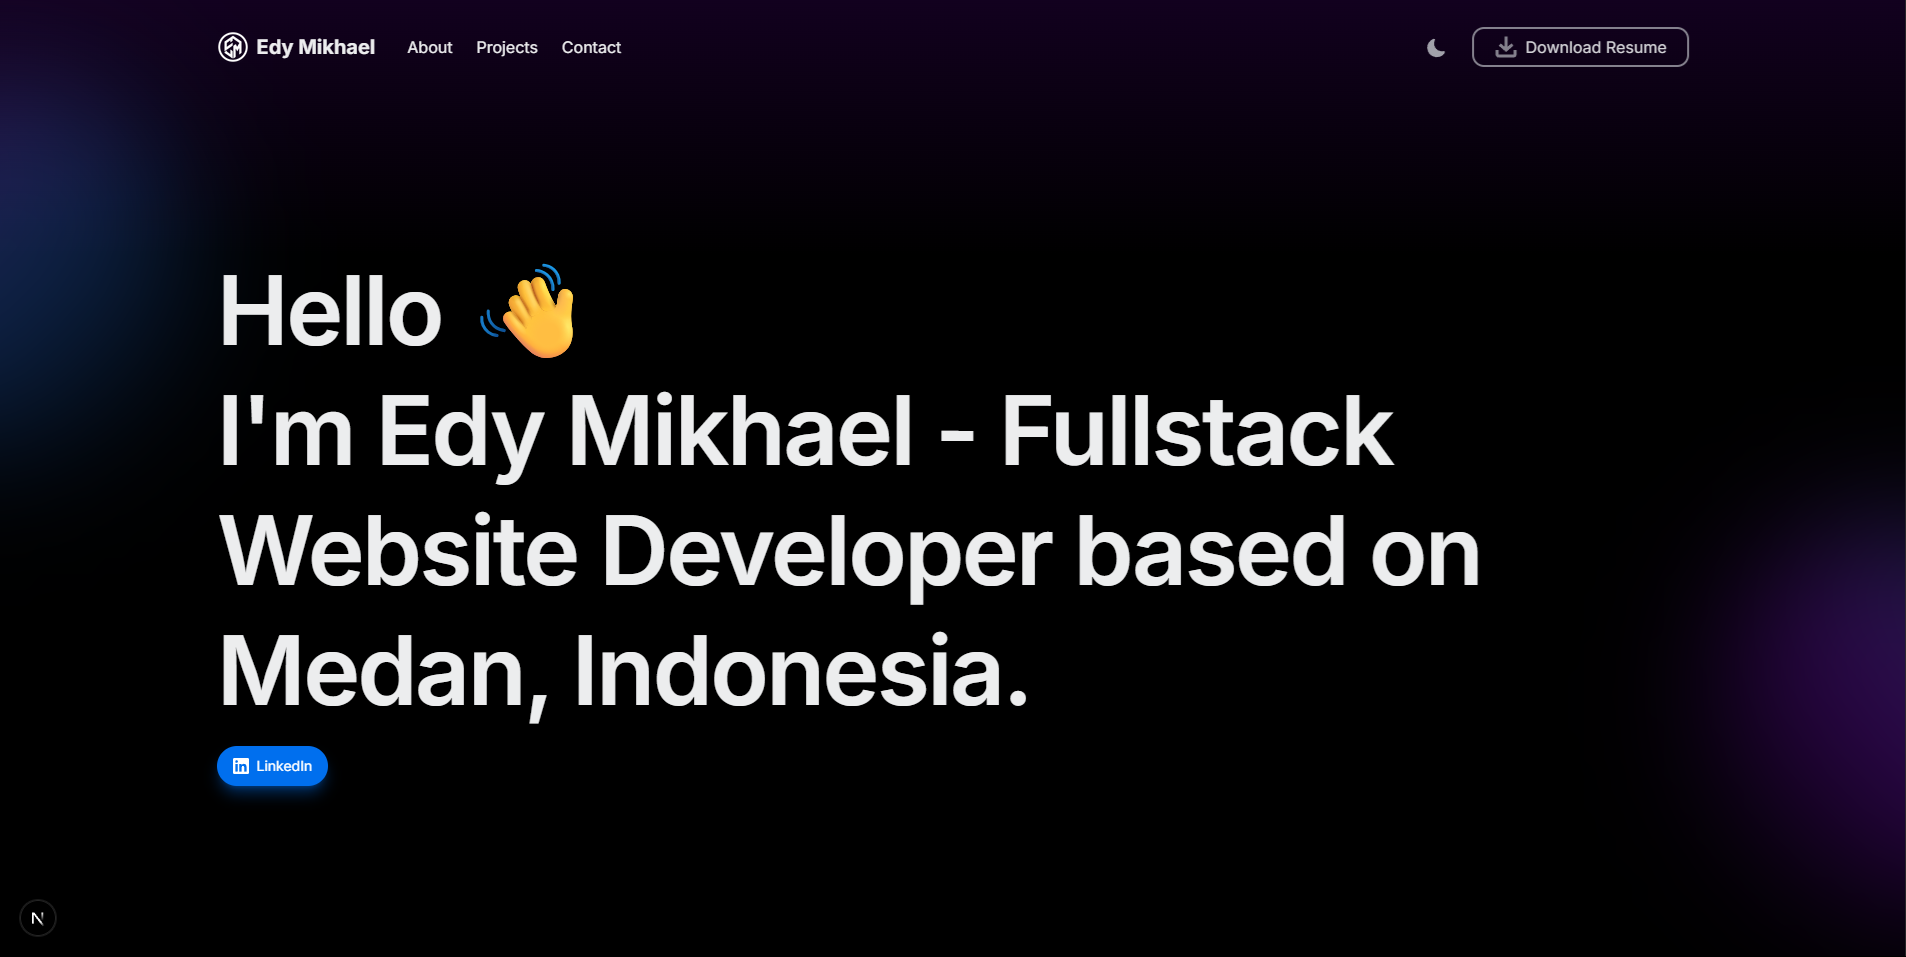 Edy Mikhael About Projects Contact Download Resume
Hello 👋
I'm Edy Mikhael - Fullstack
Website Developer based on
Medan, Indonesia.
LinkedIn
N